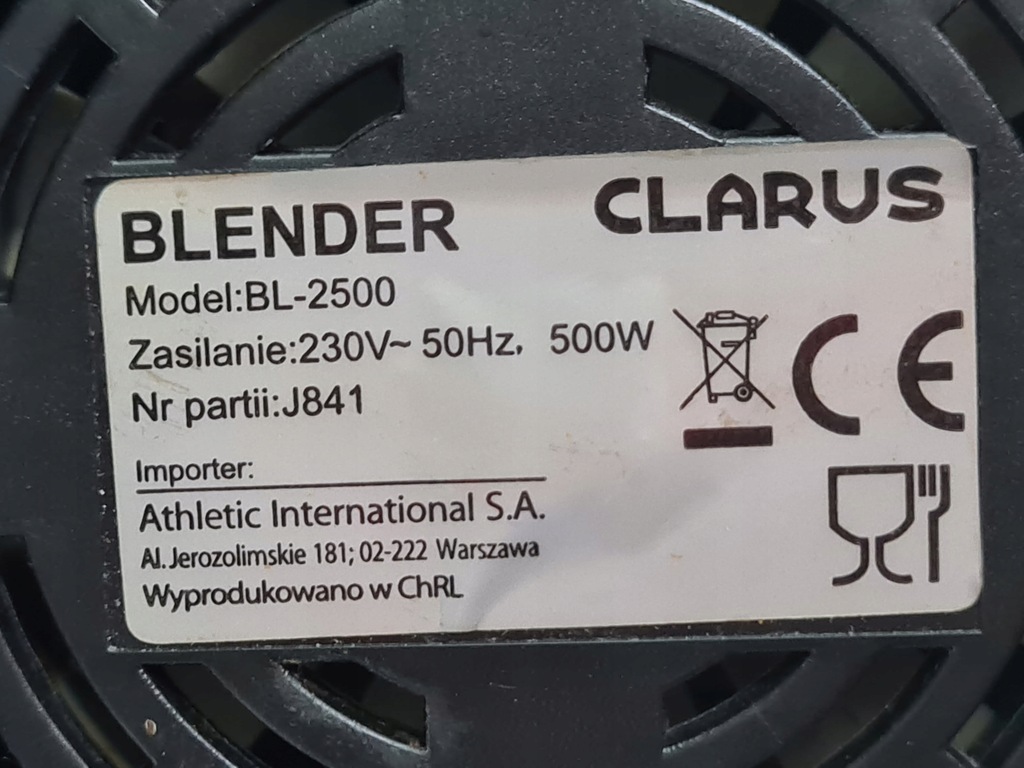 BLENDER CLARUS
Model:BL-2500
Zasilanie:230V~ 50Hz, 500W
Nr partii:J841
Importer:
Athletic International S.A.
Al. Jerozolimskie 181; 02-222 Warszawa
Wyprodukowano w ChRL
CE